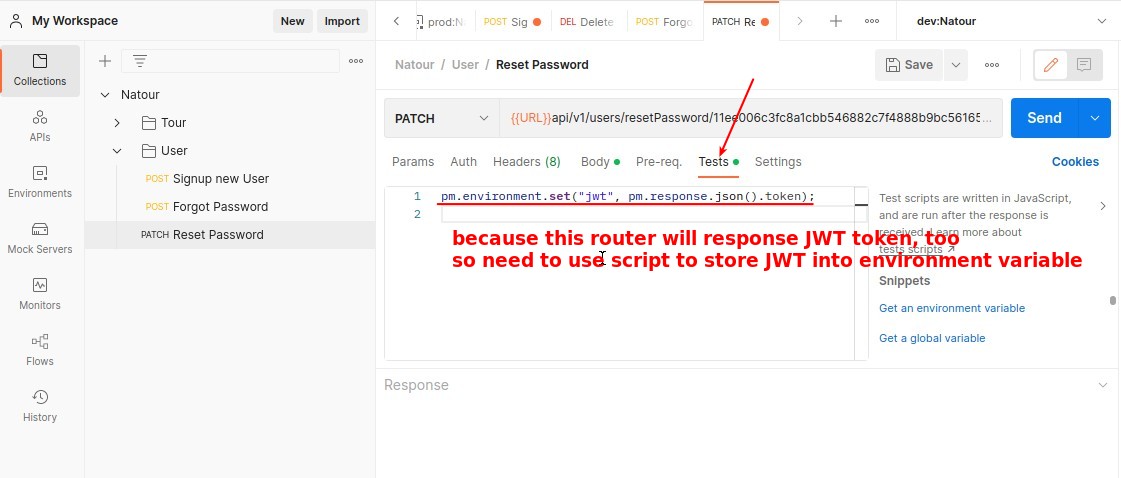 My Workspace
New
Import
prod:N
POST Sig
DEL Delete
POST Forgo
PATCH Re
dev:Natour
Collections
APIs
Environments
Mock Servers
Monitors
Flows
History
Natour
Tour
User
POST Signup new User
POST Forgot Password
PATCH Reset Password
Natour / User / Reset Password
Save
PATCH
{{URL}}api/v1/users/resetPassword/11ee006c3fc8a1cbb546882c7f4888b9bc56165...
Send
Params Auth Headers (8) Body Pre-req. Tests Settings
Cookies
1 pm.environment.set("jwt", pm.response.json().token);
2
because this router will response JWT token, too
so need to use script to store JWT into environment variable
Test scripts are written in JavaScript,
and are run after the response is
received. Learn more about
tests scripts
Snippets
Get an environment variable
Get a global variable
Response